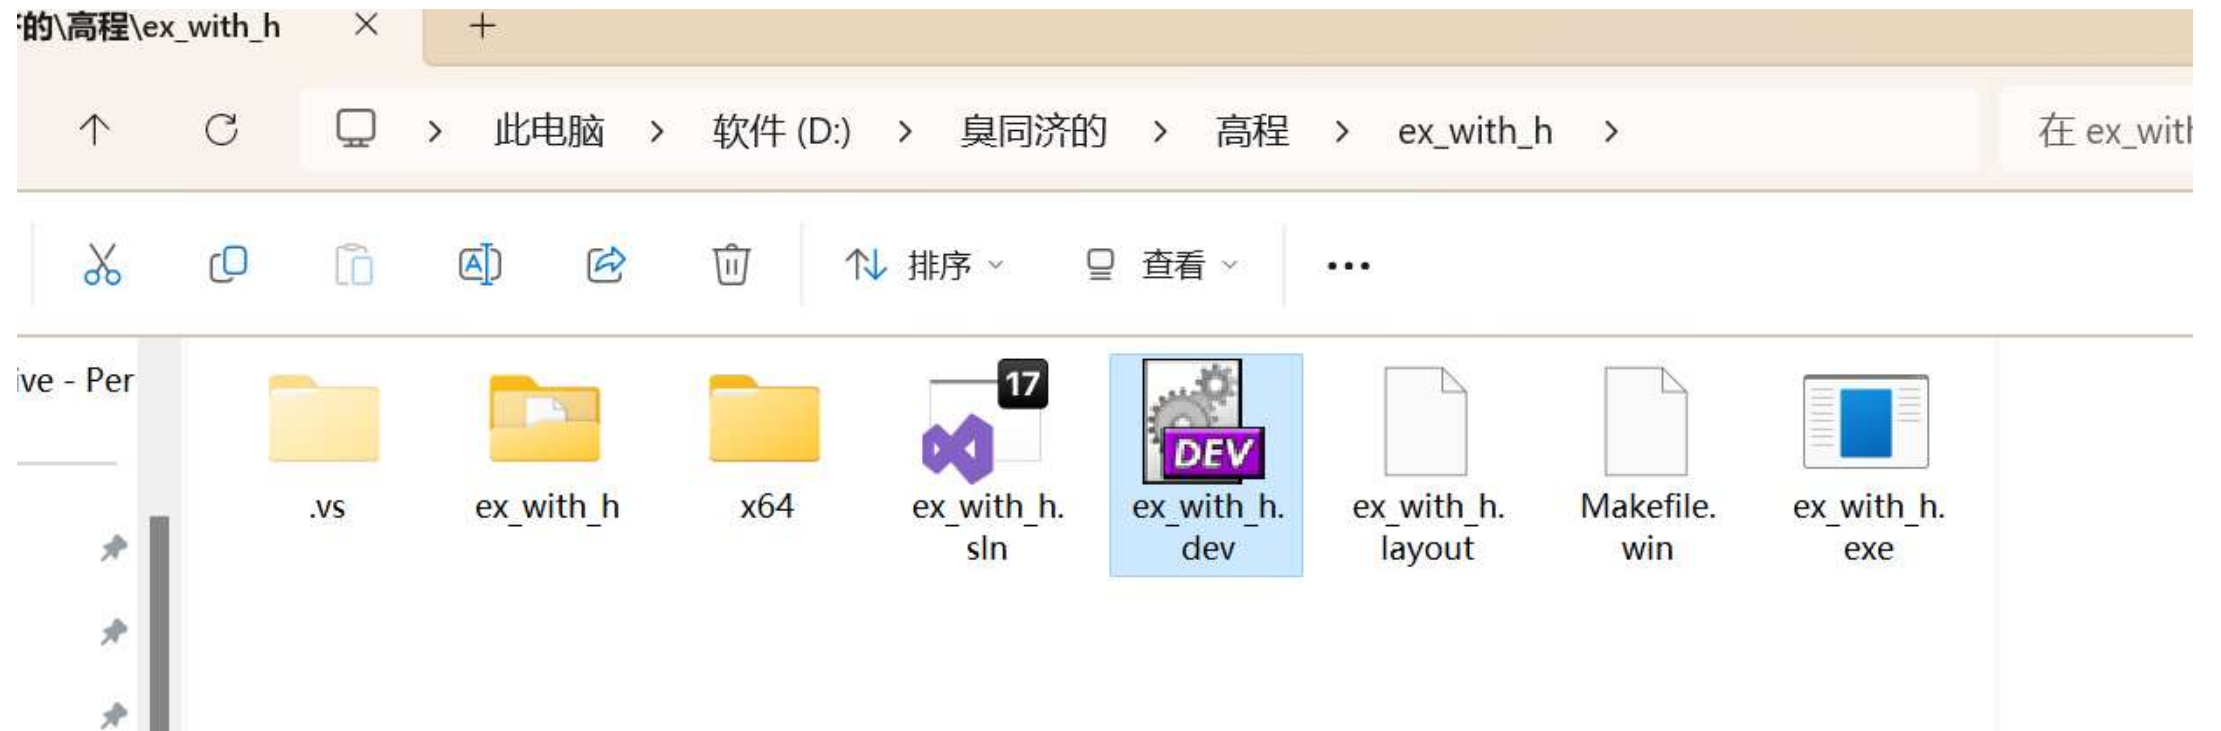 的\高程\ex_with_h
此电脑 > 软件 (D:) > 臭同济的 > 高程 > ex_with_h >
在 ex_with
排序
查看
ive - Per
.vs
ex_with_h
x64
ex_with_h.
sln
17
DEV
ex_with_h.
dev
ex_with_h.
layout
Makefile.
win
ex_with_h.
exe